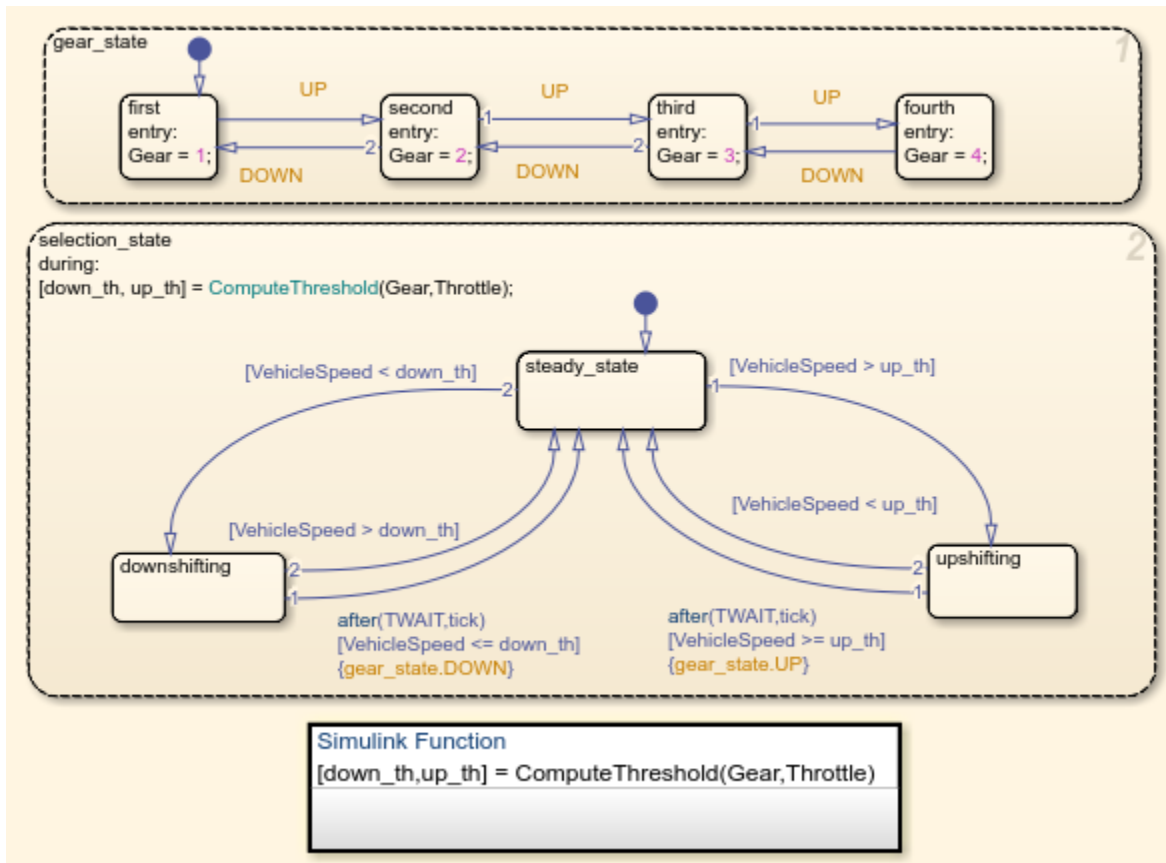 gear_state
1
UP
UP
UP
first
entry:
Gear = 1;
second
entry:
Gear = 2;
third
entry:
Gear = 3;
fourth
entry:
Gear = 4;
1
2
1
2
1
DOWN
DOWN
DOWN
selection_state
during:
[down_th, up_th] = ComputeThreshold(Gear,Throttle);
2
steady_state
[VehicleSpeed < down_th]
2
[VehicleSpeed > up_th]
1
[VehicleSpeed > down_th]
[VehicleSpeed < up_th]
downshifting
2
1
upshifting
2
1
after(TWAIT,tick)
[VehicleSpeed <= down_th]
{gear_state.DOWN}
after(TWAIT,tick)
[VehicleSpeed >= up_th]
{gear_state.UP}
Simulink Function
[down_th,up_th] = ComputeThreshold(Gear,Throttle)